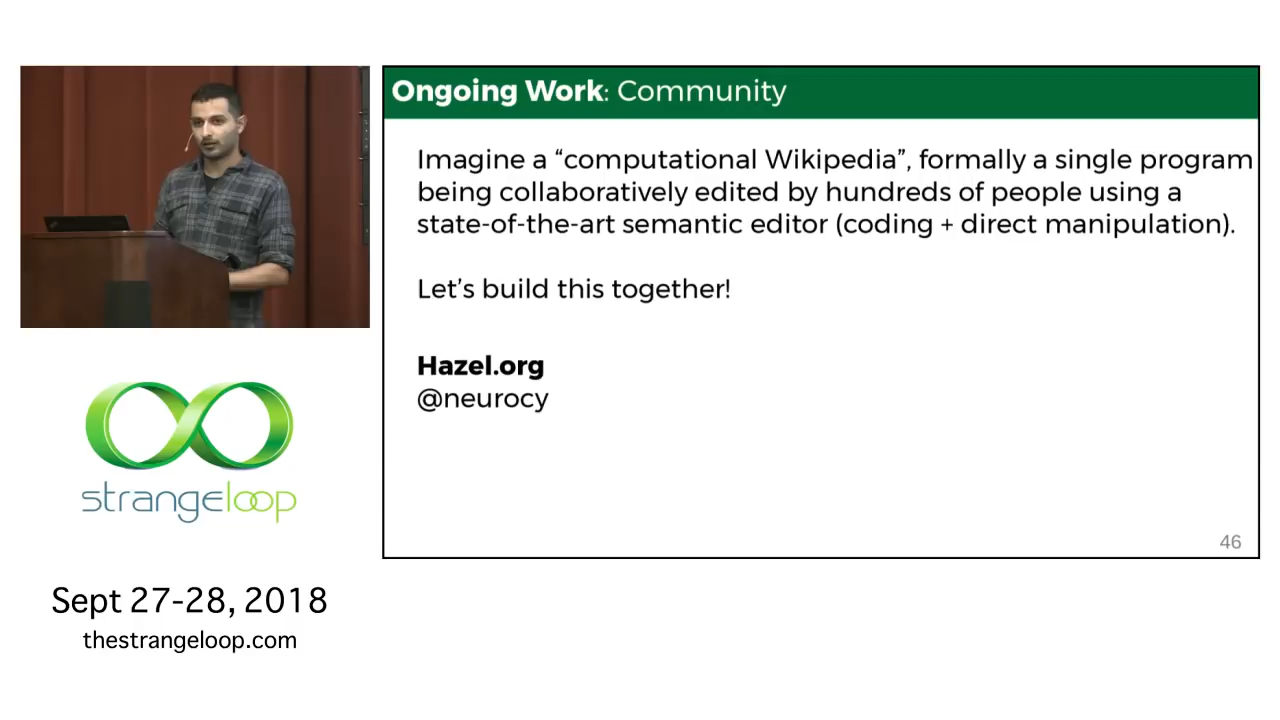 Ongoing Work: Community
Imagine a “computational Wikipedia”, formally a single program
being collaboratively edited by hundreds of people using a
state-of-the-art semantic editor (coding + direct manipulation).
Let’s build this together!
Hazel.org
@neurocy
46
strangeloop
Sept 27-28, 2018
thestrangeloop.com